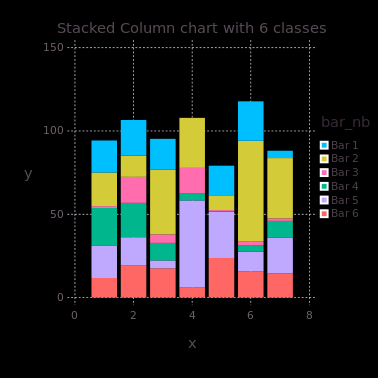 Stacked Column chart with 6 classes
150
100
50
0
y
0 2 4 6 8
x
bar_nb
Bar 1
Bar 2
Bar 3
Bar 4
Bar 5
Bar 6